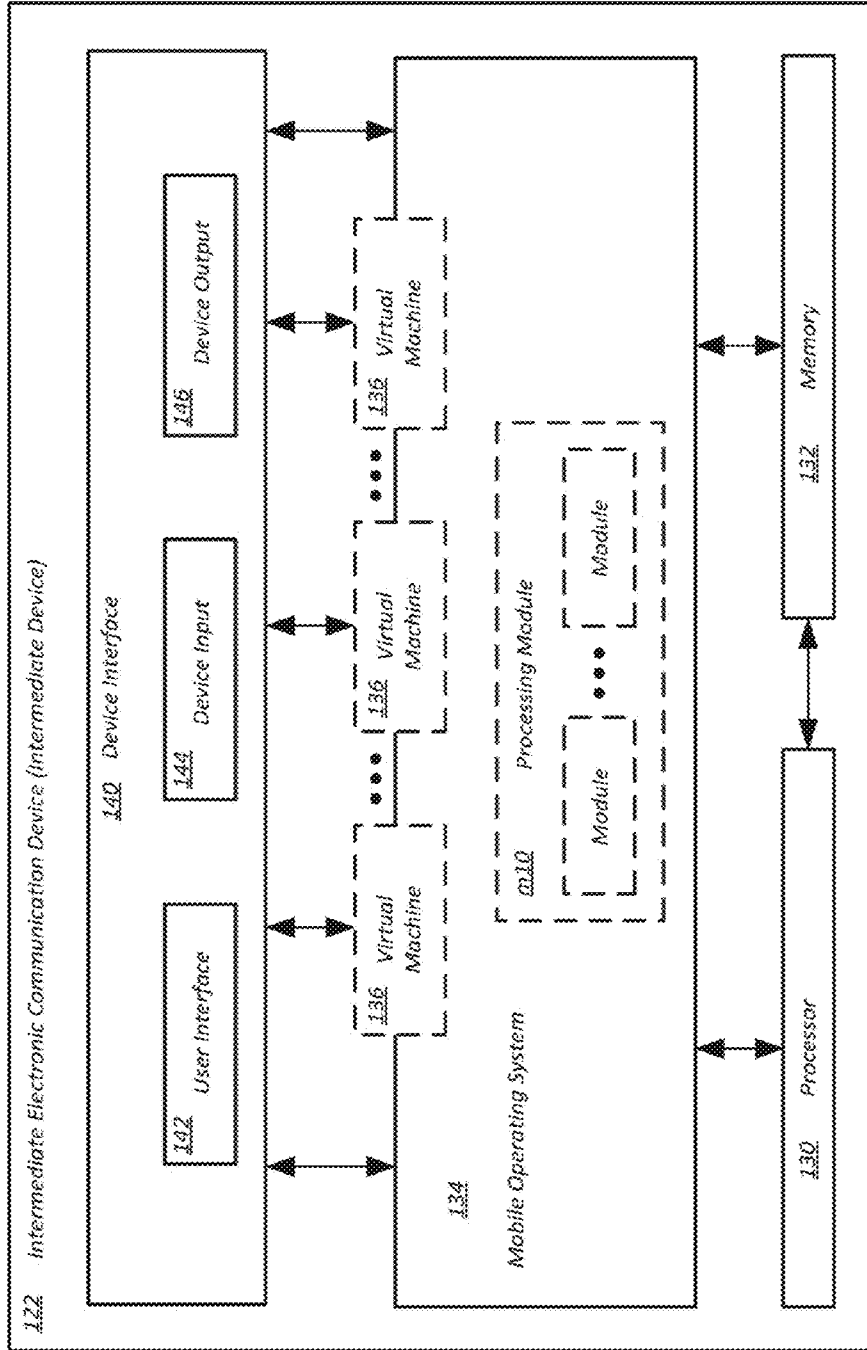 122 Intermediate Electronic Communication Device (Intermediate Device)
140 Device Interface
142 User Interface
144 Device Input
146 Device Output
136 Virtual
Machine
•••
136 Virtual
Machine
•••
136 Virtual
Machine
134
Mobile Operating System
m10 Processing Module
Module
•••
Module
130 Processor
132 Memory